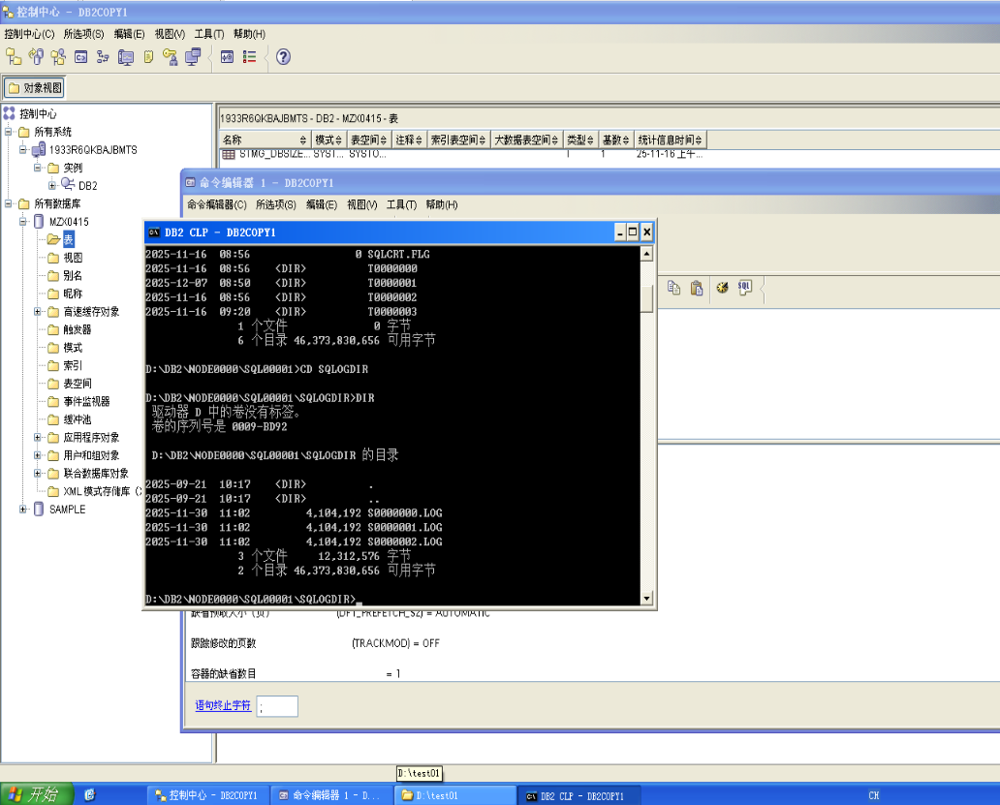 控制中心 - DB2COPY1
控制中心(C) 所选项(S) 编辑(E) 视图(V) 工具(T) 帮助(H)
对象视图
控制中心
所有系统
1933R6QKBAJBMTS
实例
DB2
所有数据库
MZX0415
表
视图
别名
昵称
高速缓存对象
触发器
模式
索引
表空间
事件监视器
缓冲池
应用程序对象
用户和组对象
联合数据库对象
XML 模式存储库 (X
SAMPLE
1933R6QKBAJBMTS - DB2 - MZX0415 - 表
名称 模式 表空间 注释 索引表空间 大数据表空间 类型 基数 统计信息时间
STMG_DBSIZE... SYST... SYSTO... T 1 25-11-16 上午...
命令编辑器 1 - DB2COPY1
命令编辑器(C) 所选项(S) 编辑(E) 视图(V) 工具(T) 帮助(H)
DB2 CLP - DB2COPY1
2025-11-16 08:56 0 SQLCRT.FLG
2025-11-16 08:56 <DIR> T0000000
2025-12-07 08:50 <DIR> T0000001
2025-11-16 08:56 <DIR> T0000002
2025-11-16 09:20 <DIR> T0000003
1 个文件 0 字节
6 个目录 46,373,830,656 可用字节
D:\DB2\NODE0000\SQL00001>CD SQLOGDIR
D:\DB2\NODE0000\SQL00001\SQLOGDIR>DIR
驱动器 D 中的卷没有标签。
卷的序列号是 0009-BD92
D:\DB2\NODE0000\SQL00001\SQLOGDIR 的目录
2025-09-21 10:17 <DIR> .
2025-09-21 10:17 <DIR> ..
2025-11-30 11:02 4,104,192 S0000000.LOG
2025-11-30 11:02 4,104,192 S0000001.LOG
2025-11-30 11:02 4,104,192 S0000002.LOG
3 个文件 12,312,576 字节
2 个目录 46,373,830,656 可用字节
D:\DB2\NODE0000\SQL00001\SQLOGDIR>_
SQL
缺省预取大小（页） (DFT_PREFETCH_SZ) = AUTOMATIC
跟踪修改的页数 (TRACKMOD) = OFF
容器的缺省数目 = 1
语句终止字符 ;
D:\test01
开始 控制中心 - DB2COPY1 命令编辑器 1 - D... D:\test01 DB2 CLP - DB2COPY1 CH